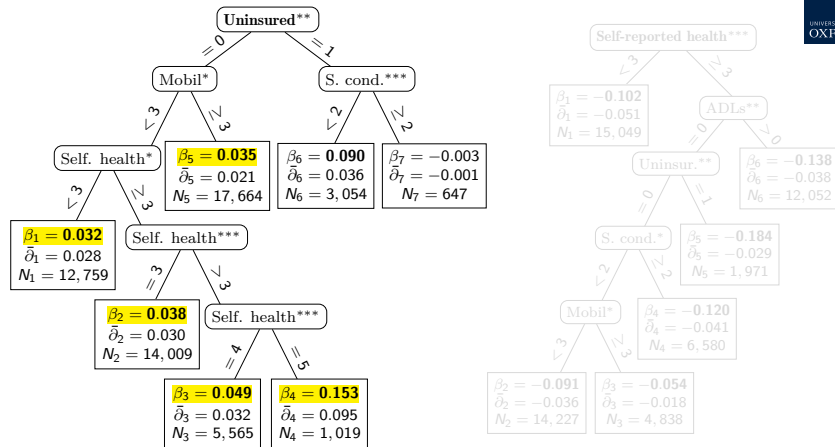 Uninsured**
= 0
= 1
Mobil*
S. cond.***
< 3
≥ 3
< 2
≥ 2
Self. health*
β5 = 0.035
∂̄5 = 0.021
N5 = 17, 664
β6 = 0.090
∂̄6 = 0.036
N6 = 3, 054
β7 = −0.003
∂̄7 = −0.001
N7 = 647
< 3
≥ 3
β1 = 0.032
∂̄1 = 0.028
N1 = 12, 759
Self. health***
= 3
> 3
β2 = 0.038
∂̄2 = 0.030
N2 = 14, 009
Self. health***
= 4
= 5
β3 = 0.049
∂̄3 = 0.032
N3 = 5, 565
β4 = 0.153
∂̄4 = 0.095
N4 = 1, 019
Self-reported health***
< 3
≥ 3
β1 = −0.102
∂̄1 = −0.051
N1 = 15, 049
ADLs**
= 0
> 0
Uninsur.**
β6 = −0.138
∂̄6 = −0.038
N6 = 12, 052
= 0
= 1
S. cond.*
β5 = −0.184
∂̄5 = −0.029
N5 = 1, 971
< 2
≥ 2
Mobil*
β4 = −0.120
∂̄4 = −0.041
N4 = 6, 580
< 3
≥ 3
β2 = −0.091
∂̄2 = −0.036
N2 = 14, 227
β3 = −0.054
∂̄3 = −0.018
N3 = 4, 838
UNIVERS
OXF